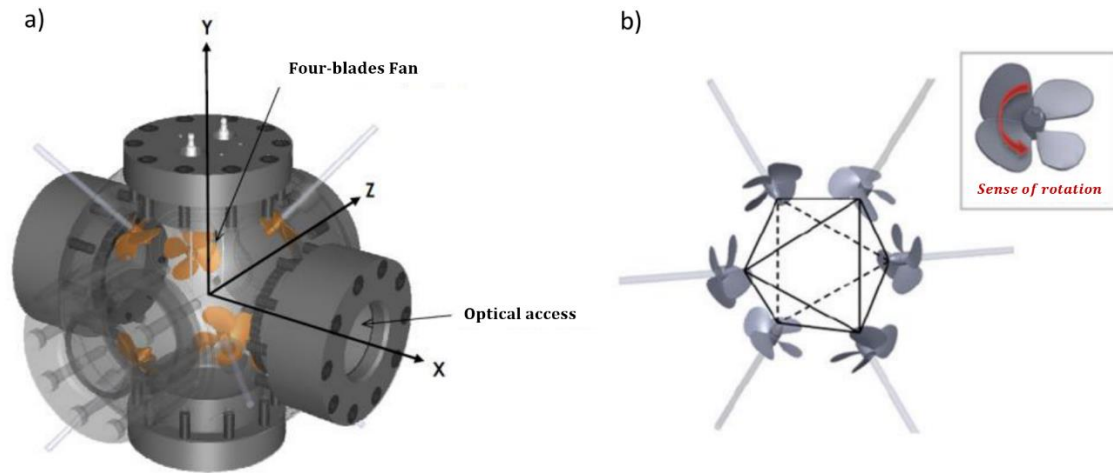 a)
Y
Four-blades Fan
Z
Optical access
X
b)
Sense of rotation